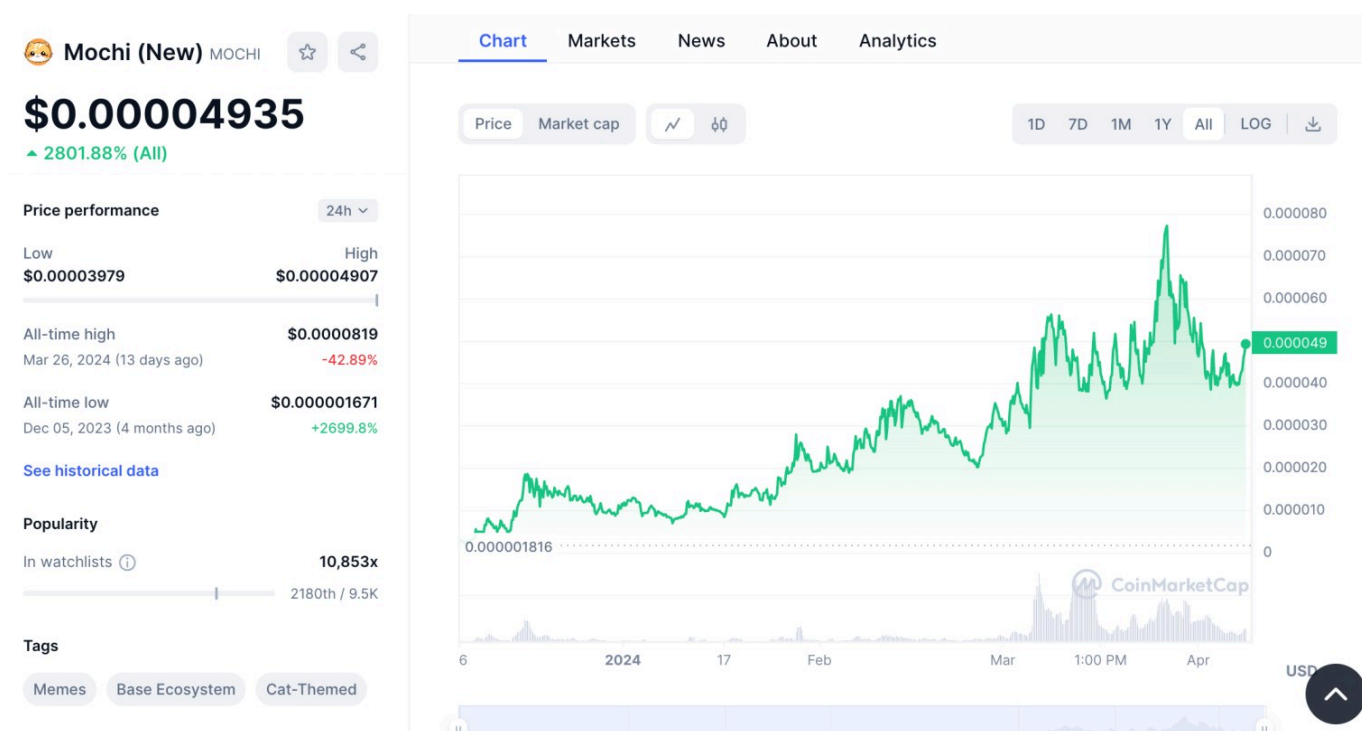 Mochi (New) MOCHI
$0.00004935
2801.88% (All)
Price performance
24h
Low High
$0.00003979 $0.00004907
All-time high $0.0000819
Mar 26, 2024 (13 days ago) -42.89%
All-time low $0.000001671
Dec 05, 2023 (4 months ago) +2699.8%
See historical data
Popularity
In watchlists 10,853x
2180th / 9.5K
Tags
Memes Base Ecosystem Cat-Themed
Chart Markets News About Analytics
Price Market cap 1D 7D 1M 1Y All LOG
0.000080
0.000070
0.000060
0.000049
0.000040
0.000030
0.000020
0.000010
0.000001816
0
CoinMarketCap
6 2024 17 Feb Mar 1:00 PM Apr
USD